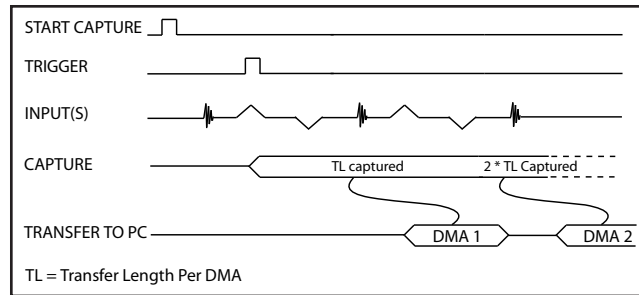 START CAPTURE
TRIGGER
INPUT(S)
CAPTURE
TL captured
2 * TL Captured
TRANSFER TO PC
DMA 1
DMA 2
TL = Transfer Length Per DMA